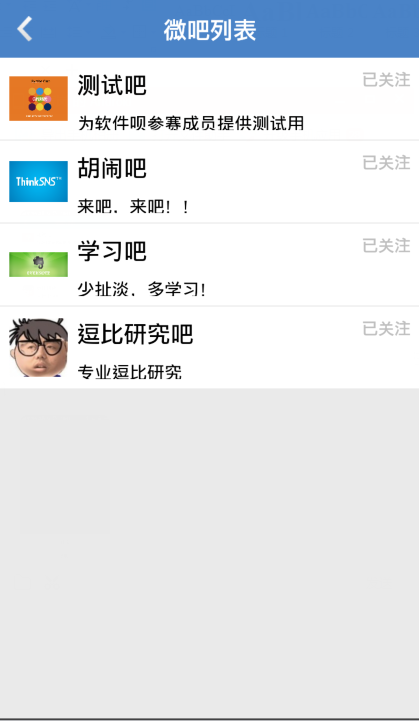 微吧列表
测试吧
已关注
为软件呗参赛成员提供测试用
ThinkSNS™
胡闹吧
已关注
来吧，来吧！！
学习吧
已关注
少扯淡，多学习！
逗比研究吧
已关注
专业逗比研究